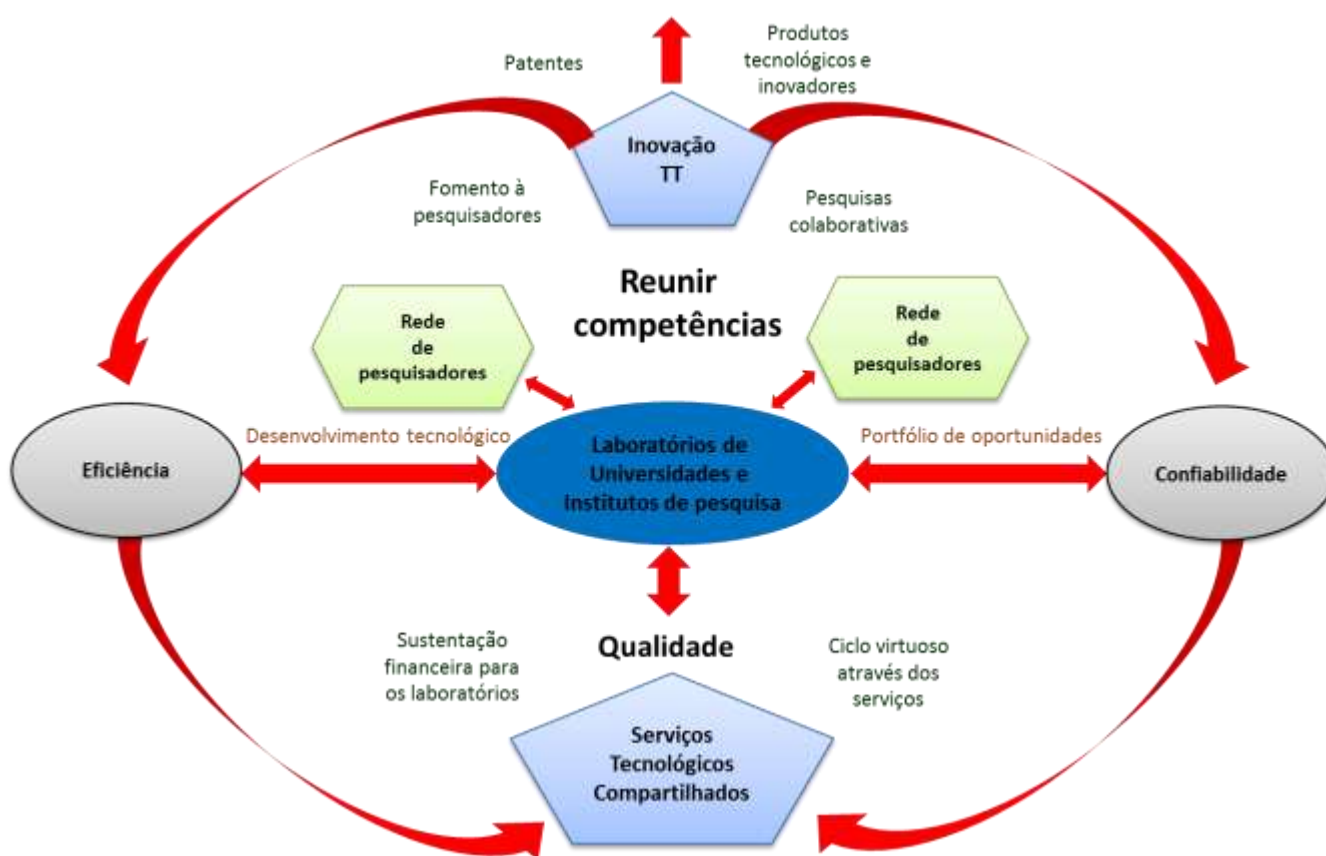 Patentes
Produtos
tecnológicos e
inovadores
Inovação
TT
Fomento à
pesquisadores
Pesquisas
colaborativas
Reunir
competências
Rede
de
pesquisadores
Rede
de
pesquisadores
Eficiência
Desenvolvimento tecnológico
Laboratórios de
Universidades e
Institutos de pesquisa
Portfólio de oportunidades
Confiabilidade
Sustentação
financeira para
os laboratórios
Qualidade
Ciclo virtuoso
através dos
serviços
Serviços
Tecnológicos
Compartilhados